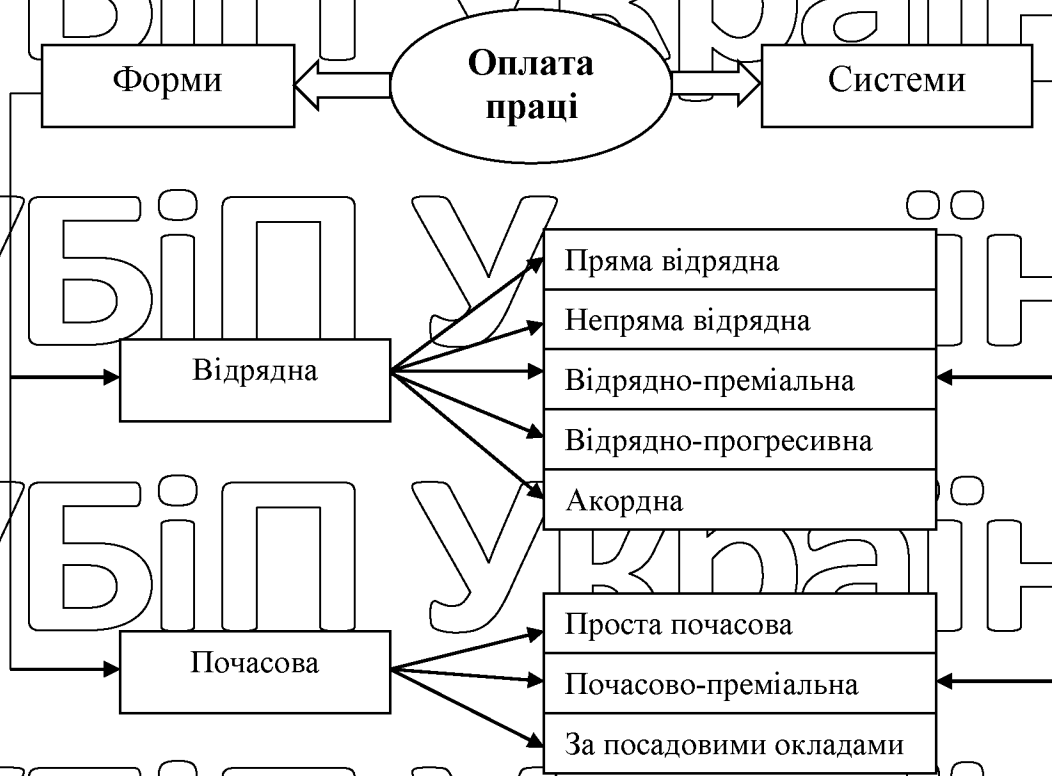 Форми
Оплата
праці
Системи
Відрядна
Пряма відрядна
Непряма відрядна
Відрядно-преміальна
Відрядно-прогресивна
Акордна
Почасова
Проста почасова
Почасово-преміальна
За посадовими окладами